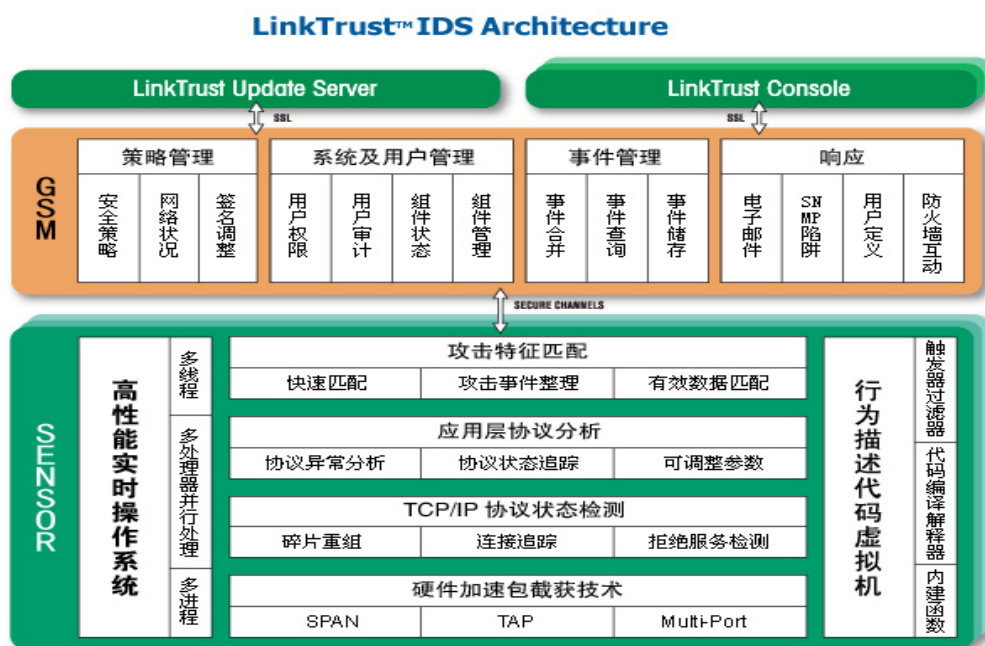 LinkTrust™ IDS Architecture
LinkTrust Update Server
LinkTrust Console
SSL
SSL
GSM
策略管理
安全策略
网络状况
签名调整
系统及用户管理
用户权限
用户审计
组件状态
组件管理
事件管理
事件合并
事件查询
事件储存
响应
电子邮件
SNMP陷阱
用户定义
防火墙互动
SECURE CHANNELS
SENSOR
高性能实时操作系统
多线程
多处理器并行处理
多进程
攻击特征匹配
快速匹配
攻击事件整理
有效数据匹配
应用层协议分析
协议异常分析
协议状态追踪
可调整参数
TCP/IP 协议状态检测
碎片重组
连接追踪
拒绝服务检测
硬件加速包截获技术
SPAN
TAP
Multi-Port
行为描述代码虚拟机
触发器过滤器
代码编译解释器
内建函数